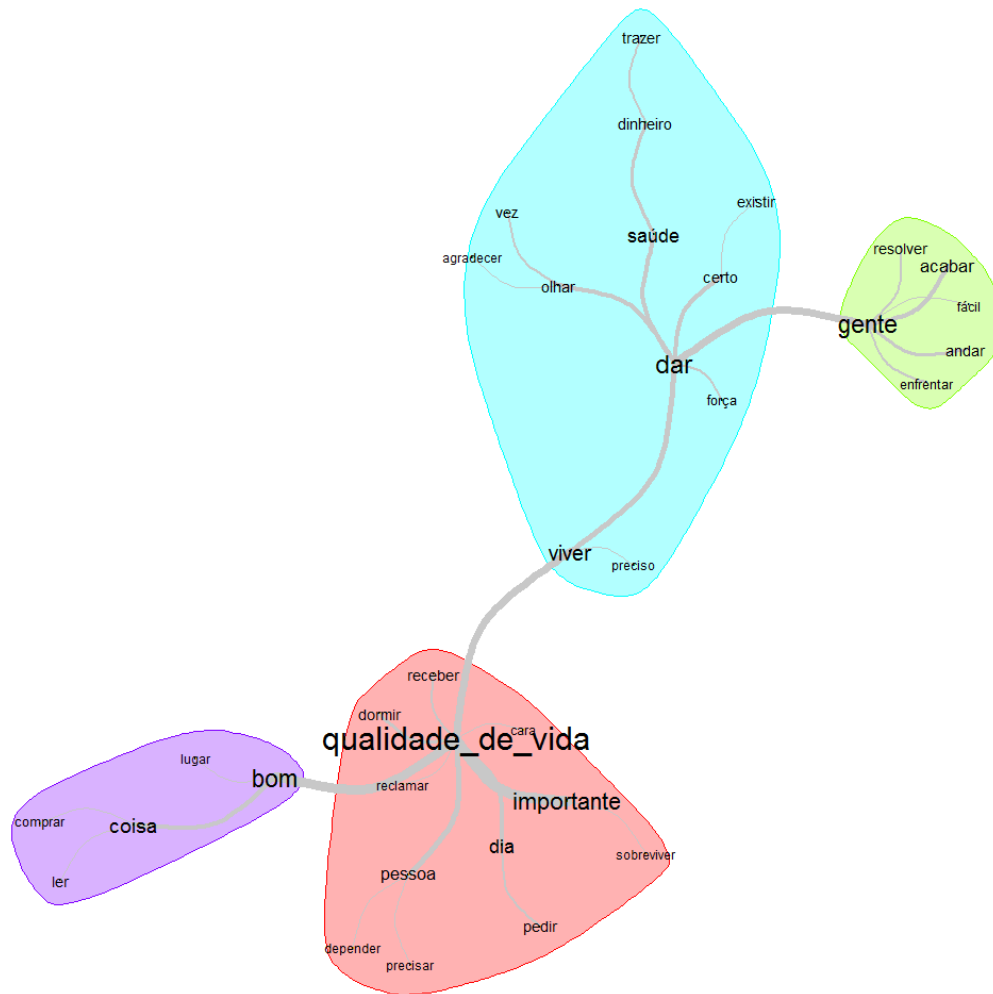 trazer
dinheiro
existir
vez
saúde
resolver
acabar
agradecer
certo
olhar
fácil
gente
andar
dar
enfrentar
força
viver
preciso
receber
dormir
cara
qualidade_de_vida
lugar
bom
reclamar
importante
comprar
coisa
dia
sobreviver
ler
pessoa
pedir
depender
precisar